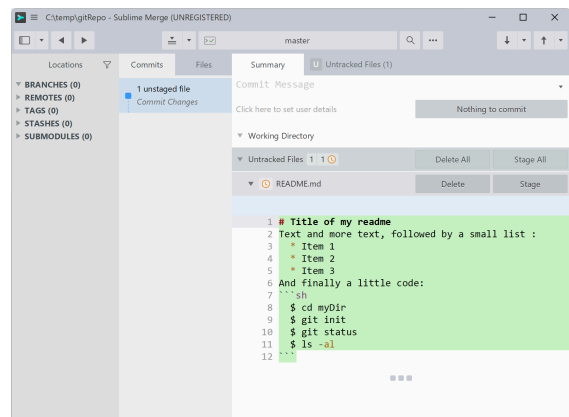 C:\temp\gitRepo - Sublime Merge (UNREGISTERED)
master
Locations
Commits
Files
Summary
U Untracked Files (1)
BRANCHES (0)
REMOTES (0)
TAGS (0)
STASHES (0)
SUBMODULES (0)
1 unstaged file
Commit Changes
Commit Message
Click here to set user details
Nothing to commit
Working Directory
Untracked Files 1 1
Delete All
Stage All
README.md
Delete
Stage
1 # Title of my readme
2 Text and more text, followed by a small list :
3   * Item 1
4   * Item 2
5   * Item 3
6 And finally a little code:
7 ```sh
8   $ cd myDir
9   $ git init
10   $ git status
11   $ ls -al
12 ```